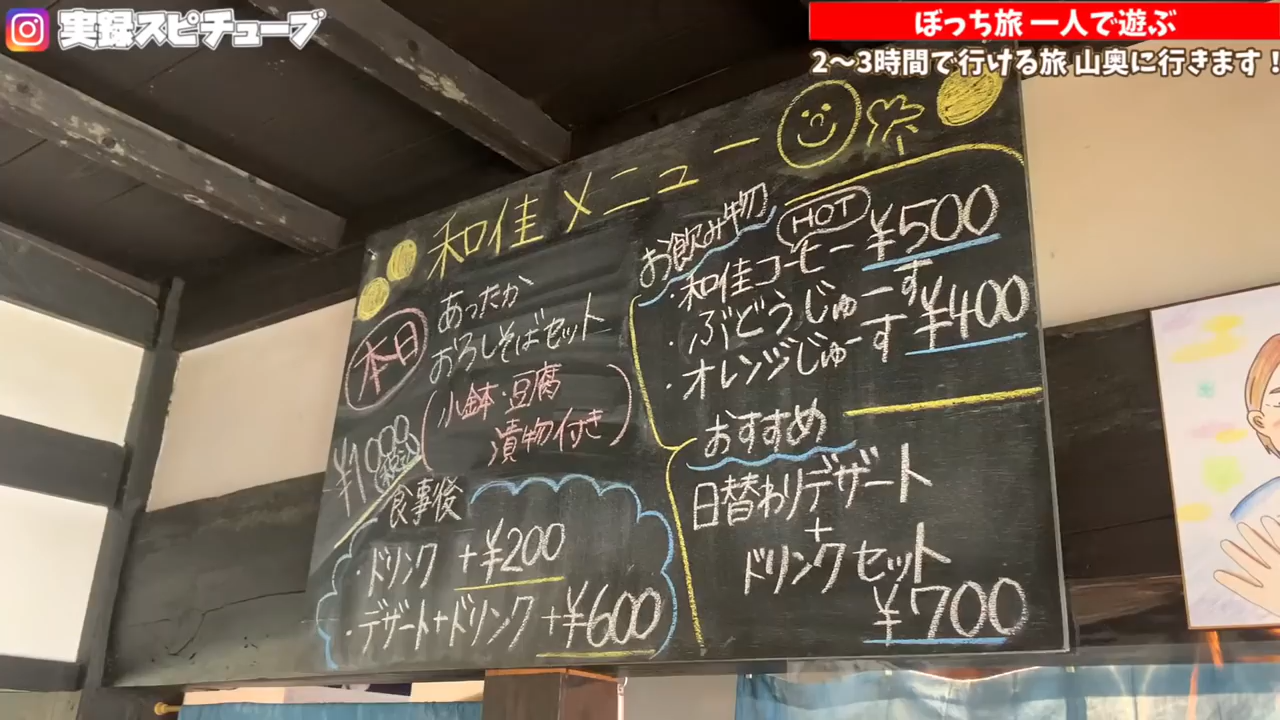 実録スピチューブ
ぼっち旅 一人で遊ぶ
2〜3時間で行ける旅 山奥に行きます！
和佳メニュー
本日
あったか
おろしそばセット
(小鉢・豆腐
漬物付き)
¥1000
税込
食事後
・ドリンク +¥200
・デザート+ドリンク +¥600
お飲み物
HOT
・和佳コーヒー ¥500
・ぶどうじゅーす
・オレンジじゅーす ¥400
おすすめ
日替わりデザート
+
ドリンクセット
¥700